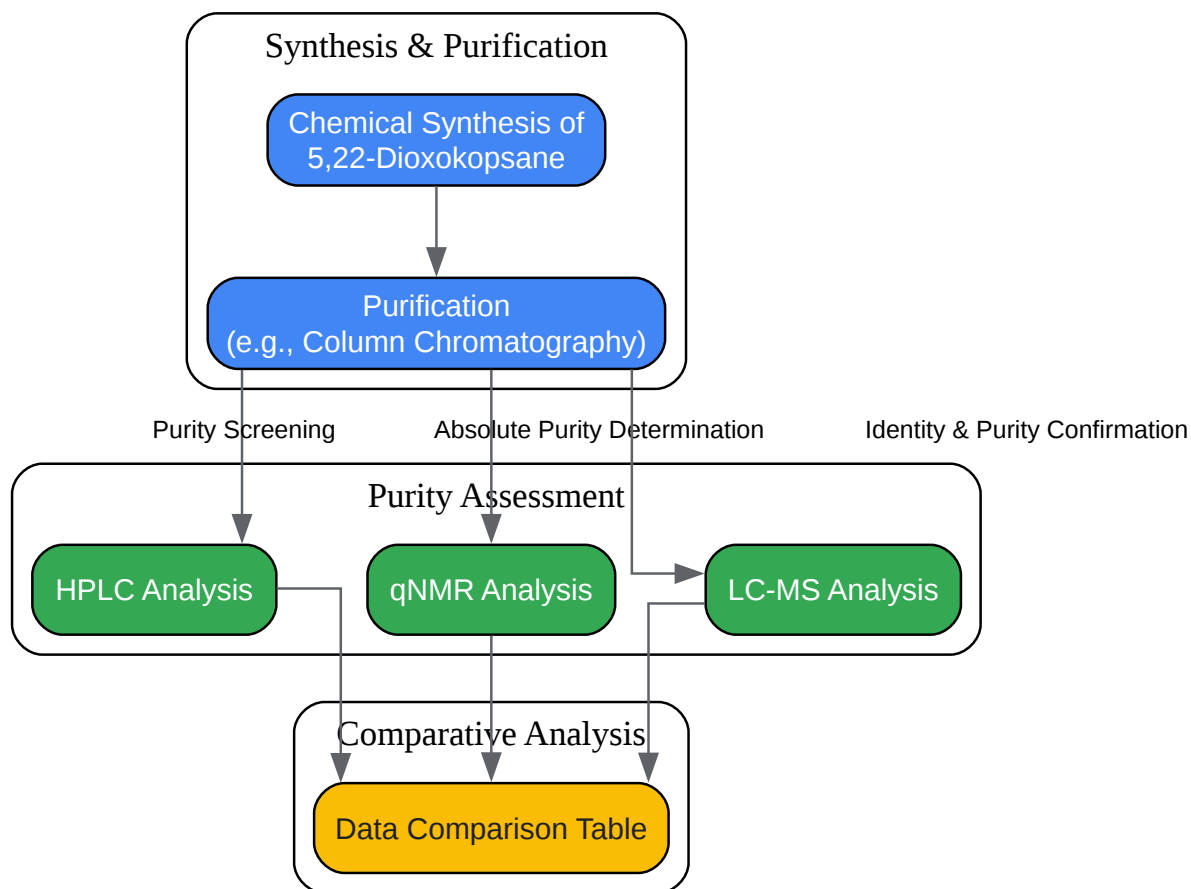 Synthesis & Purification
Chemical Synthesis of
5,22-Dioxokopsane
Purification
(e.g., Column Chromatography)
Purity Screening
Absolute Purity Determination
Identity & Purity Confirmation
Purity Assessment
HPLC Analysis
qNMR Analysis
LC-MS Analysis
Comparative Analysis
Data Comparison Table